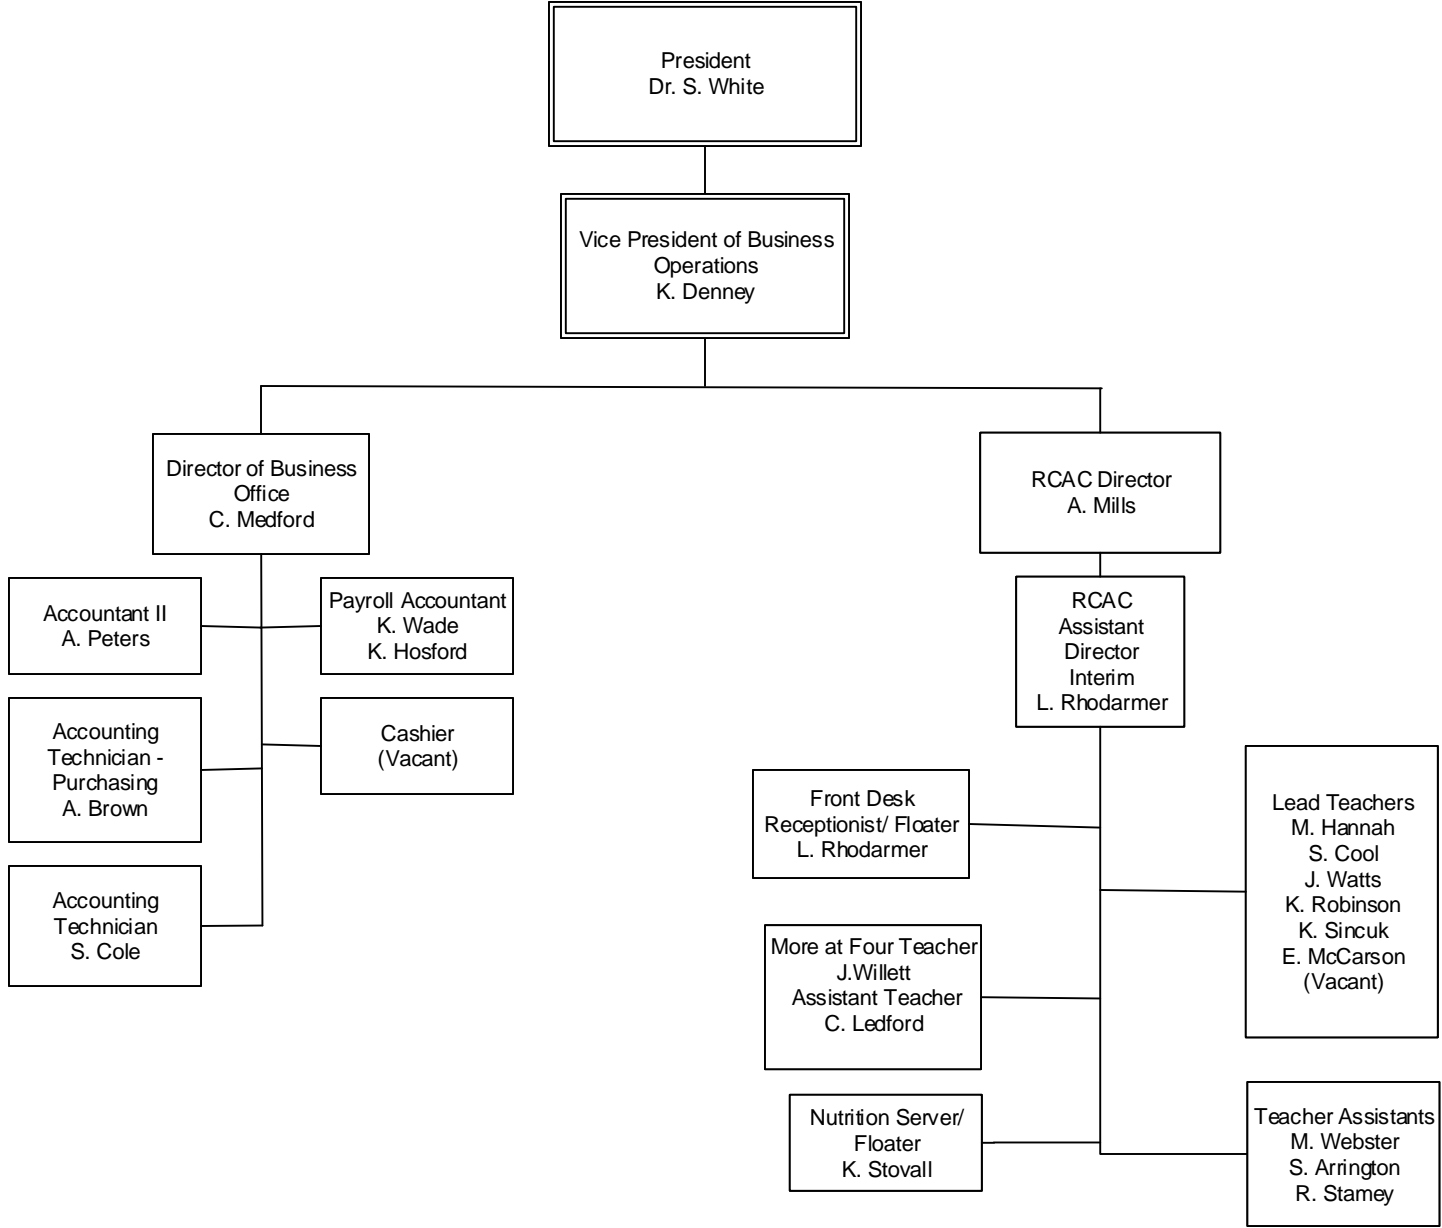 President
Dr. S. White
Vice President of Business
Operations
K. Denney
Director of Business
Office
C. Medford
RCAC Director
A. Mills
Accountant II
A. Peters
Payroll Accountant
K. Wade
K. Hosford
RCAC
Assistant
Director
Interim
L. Rhodarmer
Accounting
Technician -
Purchasing
A. Brown
Cashier
(Vacant)
Accounting
Technician
S. Cole
Front Desk
Receptionist/ Floater
L. Rhodarmer
Lead Teachers
M. Hannah
S. Cool
J. Watts
K. Robinson
K. Sincuk
E. McCarson
(Vacant)
More at Four Teacher
J.Willett
Assistant Teacher
C. Ledford
Nutrition Server/
Floater
K. Stovall
Teacher Assistants
M. Webster
S. Arrington
R. Stamey